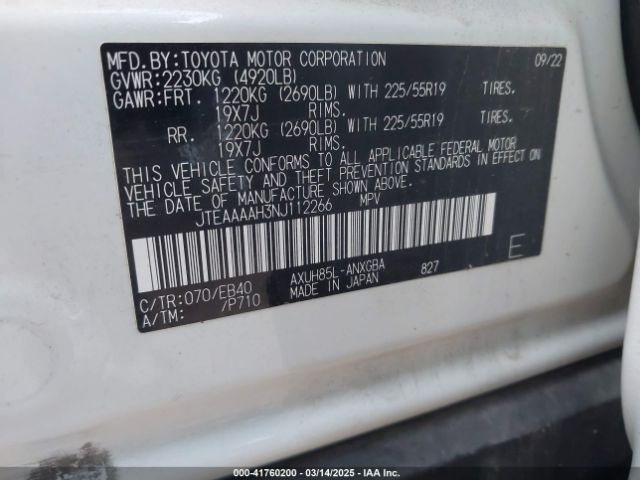 MFD.BY:TOYOTA MOTOR CORPORATION 09/22
GVWR:2230KG (4920LB)
GAWR:FRT. 1220KG (2690LB) WITH 225/55R19 TIRES.
19X7J RIMS.
RR. 1220KG (2690LB) WITH 225/55R19 TIRES.
19X7J RIMS.
THIS VEHICLE CONFORMS TO ALL APPLICABLE FEDERAL MOTOR
VEHICLE SAFETY AND THEFT PREVENTION STANDARDS IN EFFECT ON
THE DATE OF MANUFACTURE SHOWN ABOVE.
JTEAAAAH3NJ112266 MPV
E
C/TR:070/EB40 AXUH85L-ANXGBA 827
A/TM: /P710 MADE IN JAPAN
000-41760200 - 03/14/2025 - IAA Inc.